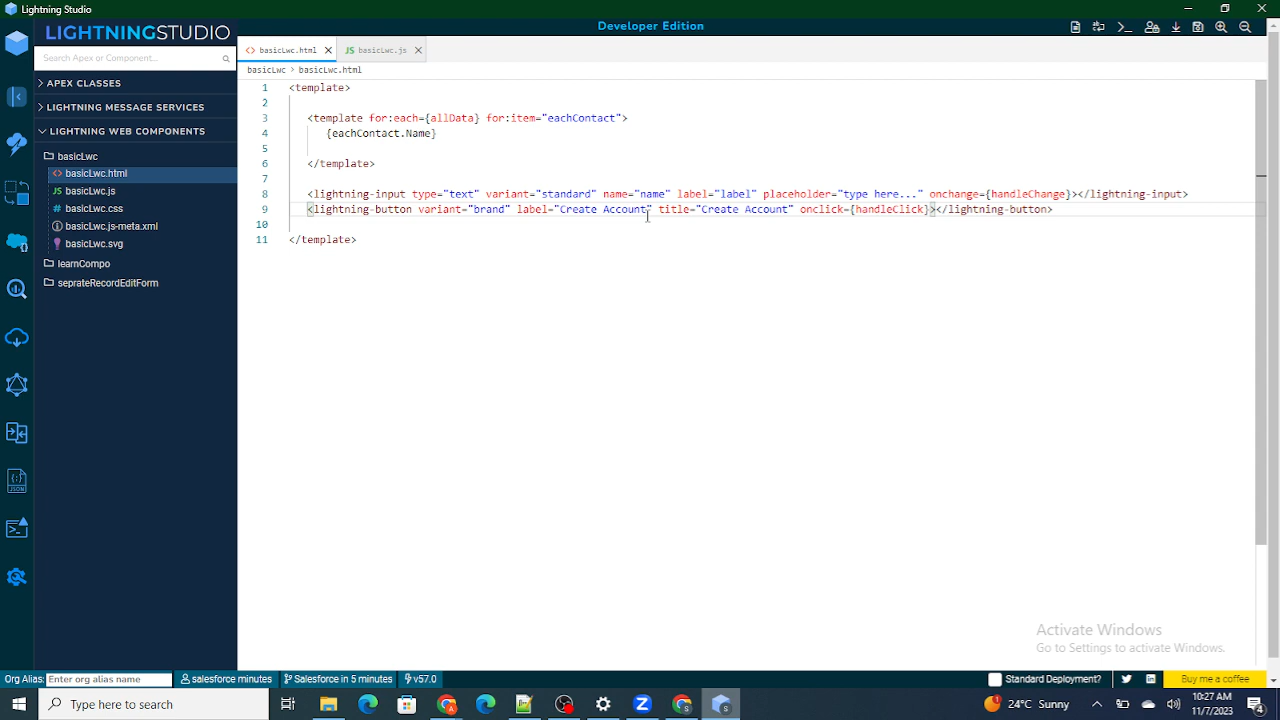 Developer Edition
LIGHTNINGSTUDIO
Search Apex or Component...
APEX CLASSES
LIGHTNING MESSAGE SERVICES
LIGHTNING WEB COMPONENTS
basicLwc
<> basicLwc.html
JS basicLwc.js
# basicLwc.css
basicLwc.js-meta.xml
basicLwc.svg
learnCompo
seprateRecordEditForm
<> basicLwc.html
JS basicLwc.js
basicLwc > basicLwc.html
1 <template>
2
3 <template for:each={allData} for:item="eachContact">
4 {eachContact.Name}
5
6 </template>
7
8 <lightning-input type="text" variant="standard" name="name" label="label" placeholder="type here..." onchange={handleChange}></lightning-input>
9 <lightning-button variant="brand" label="Create Account" title="Create Account" onclick={handleClick}></lightning-button>
10
11 </template>
JSON
Activate Windows
Go to Settings to activate Windows.
Org Alias: Enter org alias name
salesforce minutes
Salesforce in 5 minutes
v57.0
Standard Deployment?
Buy me a coffee
Type here to search
24°C Sunny
10:27 AM
11/7/2023
4